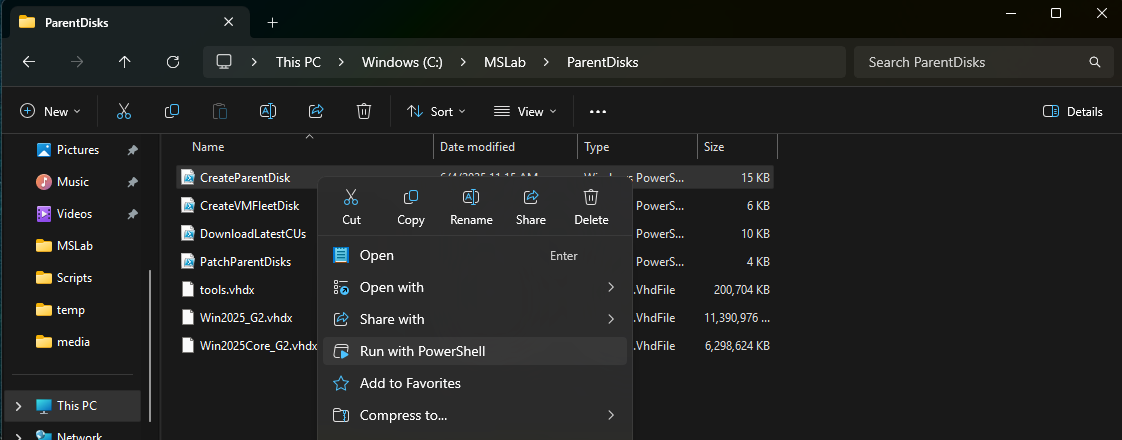 ParentDisks
This PC > Windows (C:) > MSLab > ParentDisks
Search ParentDisks
New
Sort
View
Details
Pictures
Music
Videos
MSLab
Scripts
temp
media
This PC
Network
Name Date modified Type Size
CreateParentDisk 6/4/2025 11:15 AM Windows PowerS... 15 KB
CreateVMFleetDisk PowerS... 6 KB
DownloadLatestCUs PowerS... 10 KB
PatchParentDisks PowerS... 4 KB
tools.vhdx .VhdFile 200,704 KB
Win2025_G2.vhdx .VhdFile 11,390,976 ...
Win2025Core_G2.vhdx .VhdFile 6,298,624 KB
Cut Copy Rename Share Delete
Open Enter
Open with
Share with
Run with PowerShell
Add to Favorites
Compress to...